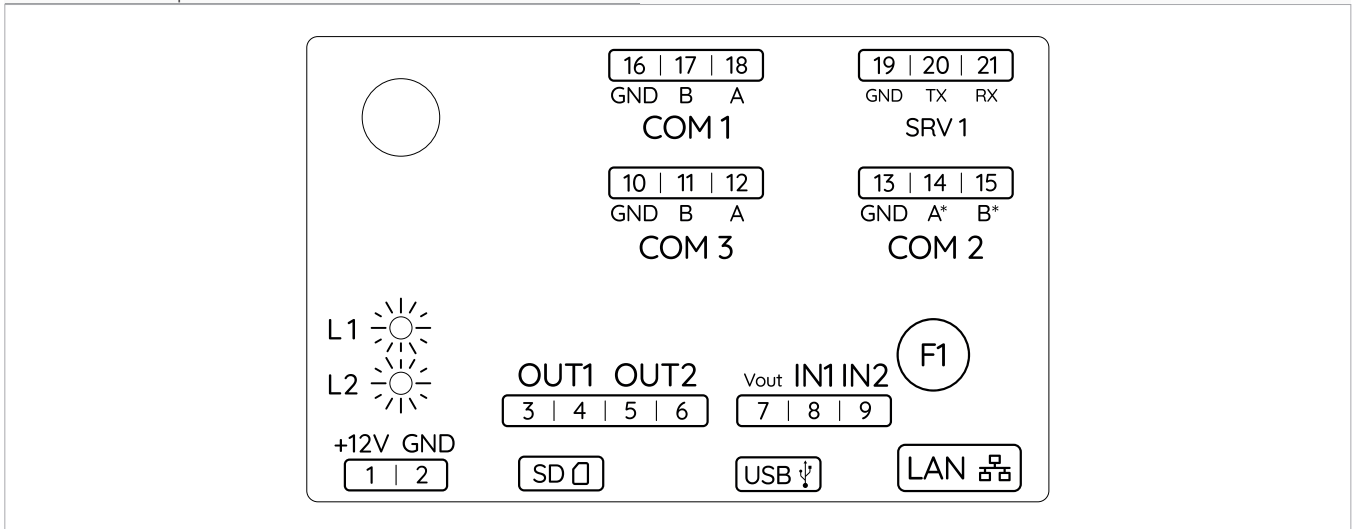 16 | 17 | 18
GND B A
COM 1
19 | 20 | 21
GND TX RX
SRV 1
10 | 11 | 12
GND B A
COM 3
13 | 14 | 15
GND A* B*
COM 2
L1
L2
+12V GND
1 | 2
OUT1 OUT2
3 | 4 | 5 | 6
Vout IN1 IN2
7 | 8 | 9
F1
SD
USB
LAN